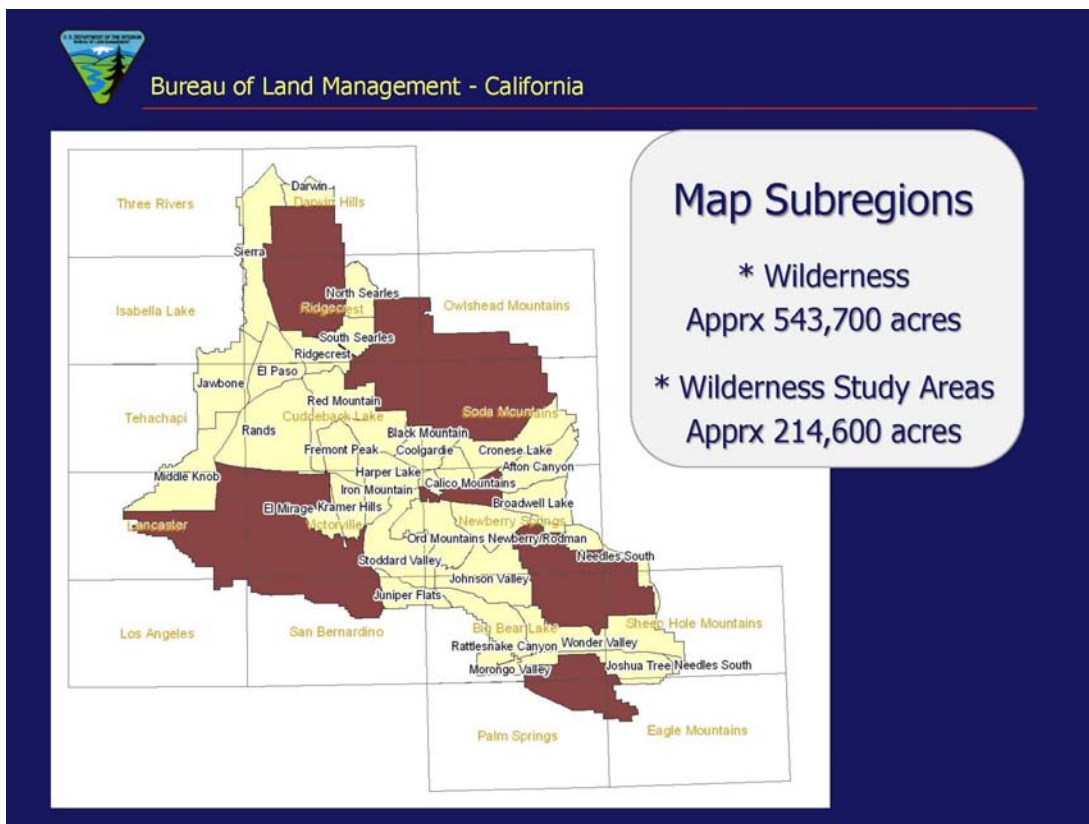 U.S. DEPARTMENT OF THE INTERIOR
BUREAU OF LAND MANAGEMENT
Bureau of Land Management - California
Map Subregions
* Wilderness
Apprx 543,700 acres
* Wilderness Study Areas
Apprx 214,600 acres
Darwin
Three Rivers
Darwin Hills
Sierra
North Searles
Isabella Lake
Ridgecrest
Owlshead Mountains
South Searles
Ridgecrest
El Paso
Jawbone
Red Mountain
Tehachapi
Cuddeback Lake
Soda Mountains
Rands
Black Mountain
Fremont Peak
Coolgardie
Cronese Lake
Harper Lake
Afton Canyon
Middle Knob
Calico Mountains
Iron Mountain
Broadwell Lake
El Mirage
Kramer Hills
Lancaster
Victorville
Newberry Springs
Ord Mountains
Newberry/Rodman
Stoddard Valley
Needles South
Johnson Valley
Juniper Flats
Los Angeles
San Bernardino
Big Bear Lake
Sheep Hole Mountains
Rattlesnake Canyon
Wonder Valley
Morongo Valley
Joshua Tree
Needles South
Palm Springs
Eagle Mountains